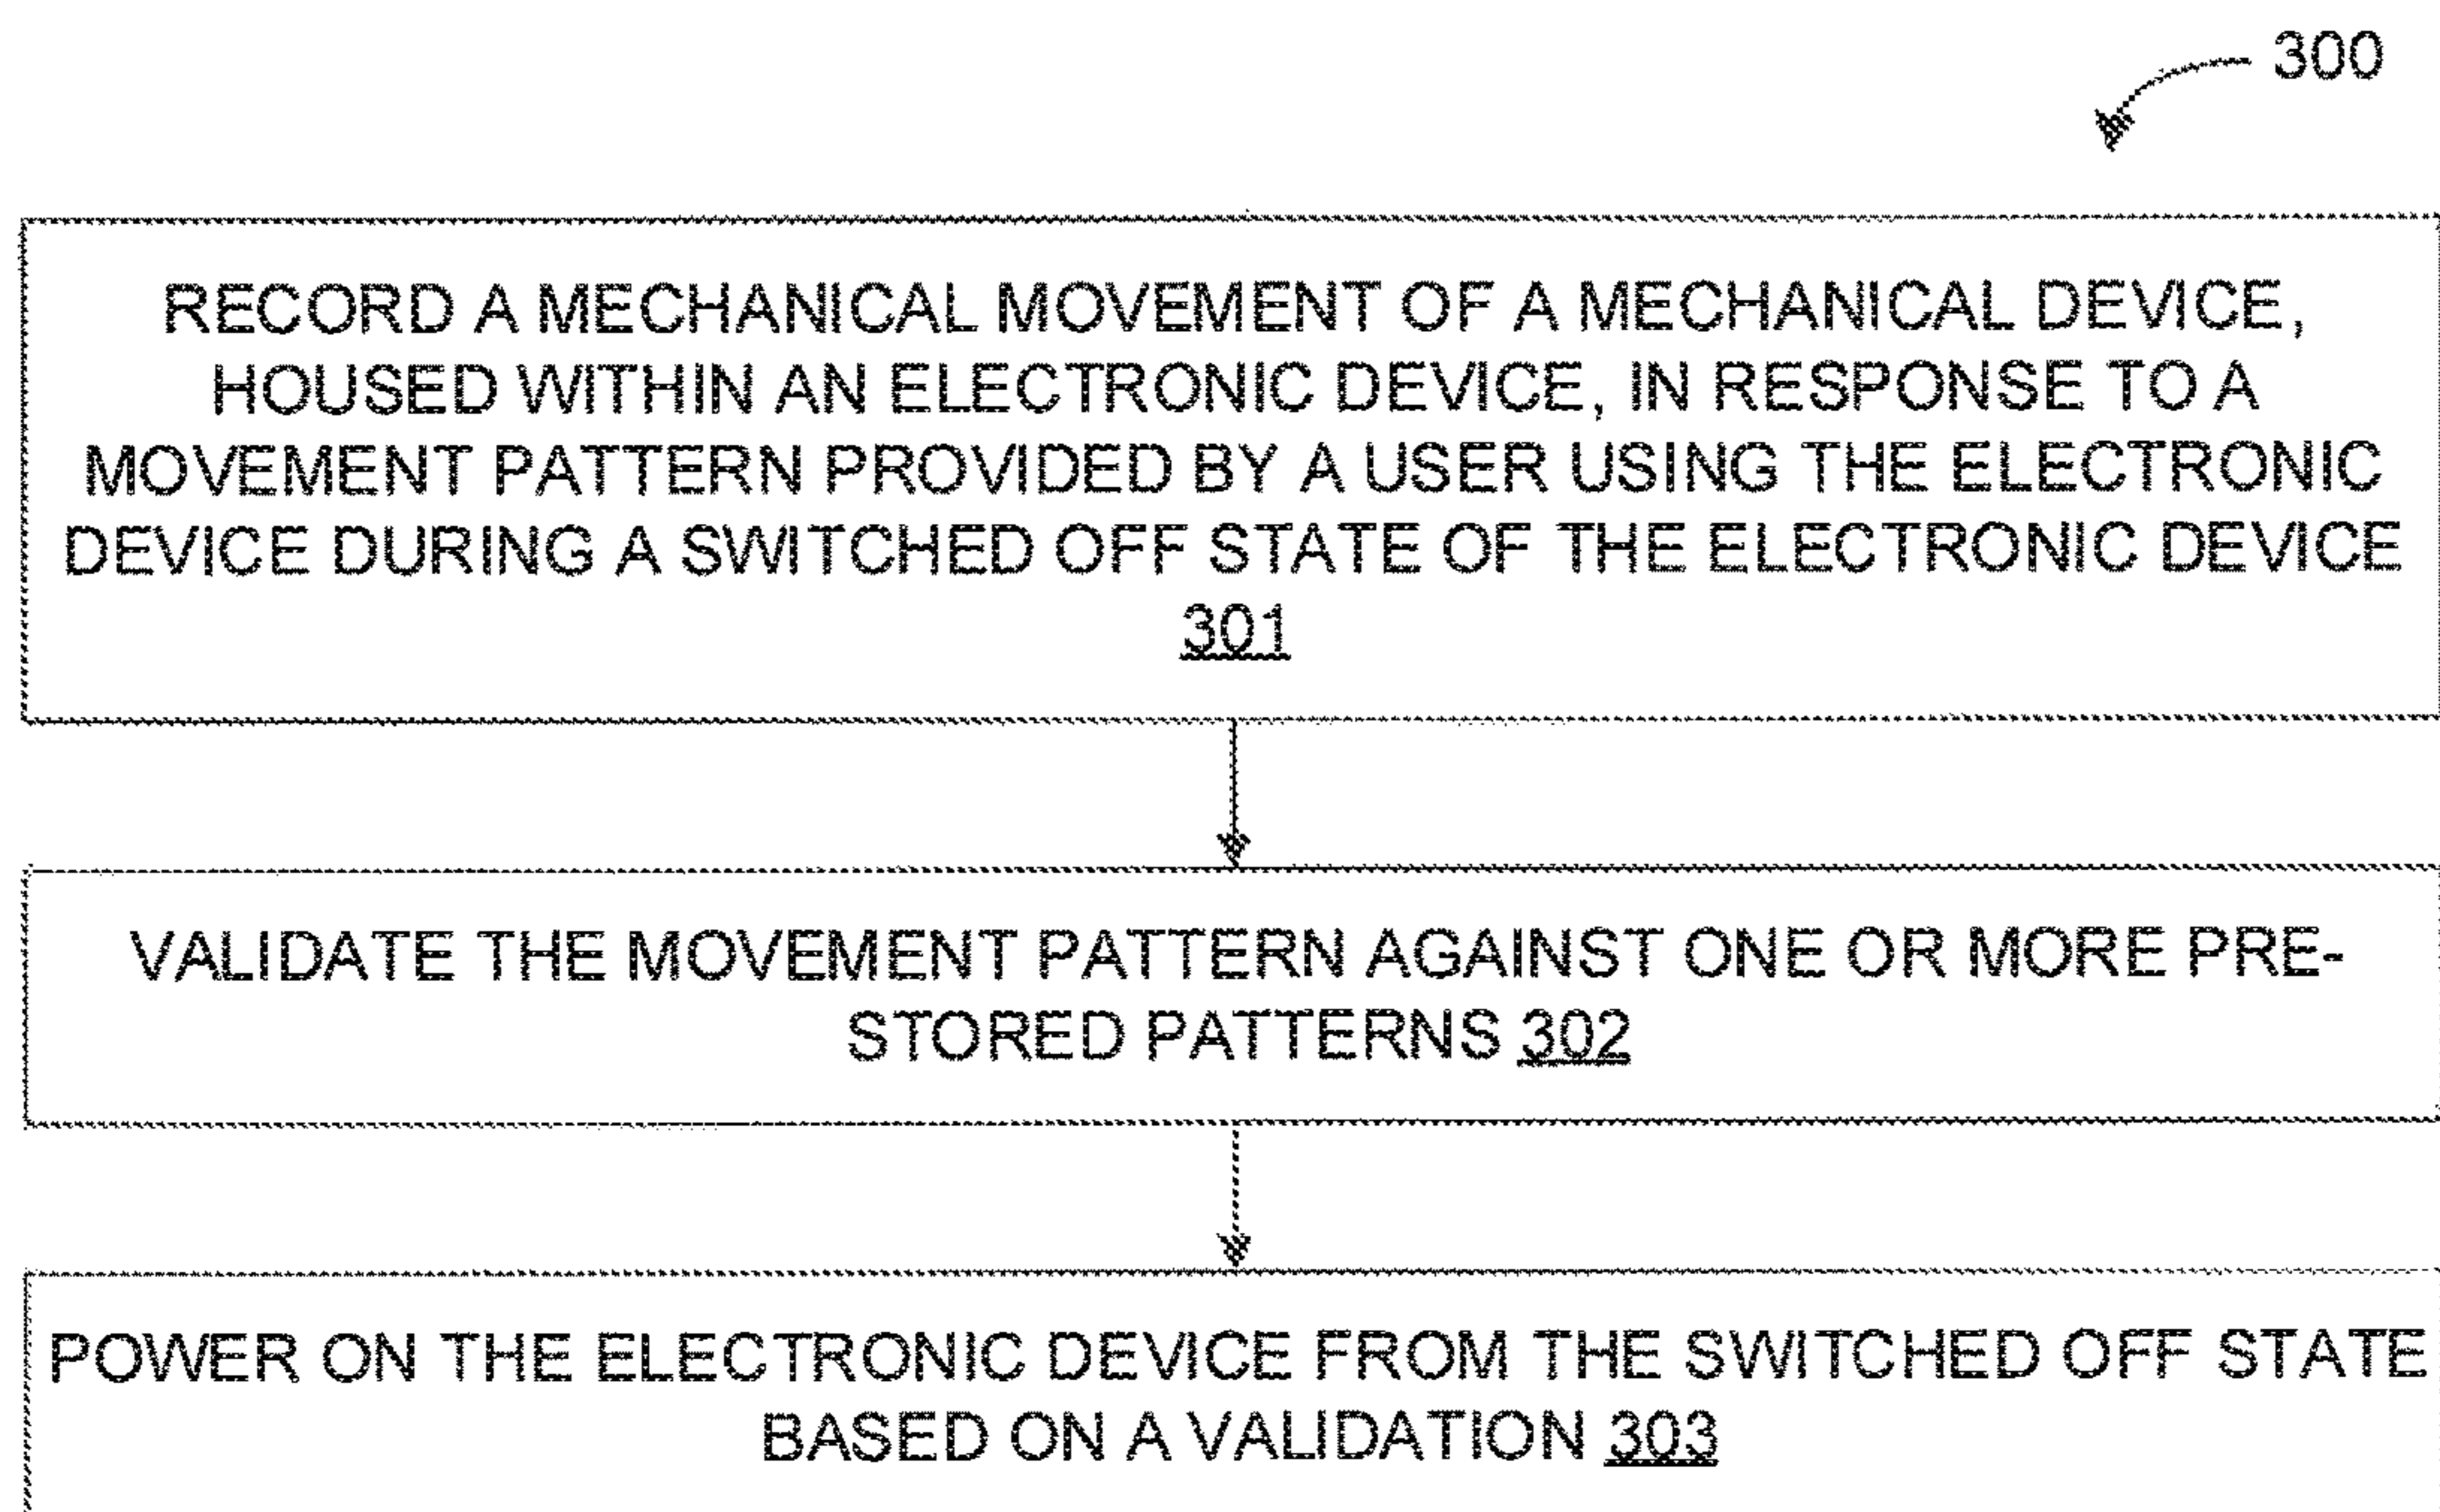 300
RECORD A MECHANICAL MOVEMENT OF A MECHANICAL DEVICE,
HOUSED WITHIN AN ELECTRONIC DEVICE, IN RESPONSE TO A
MOVEMENT PATTERN PROVIDED BY A USER USING THE ELECTRONIC
DEVICE DURING A SWITCHED OFF STATE OF THE ELECTRONIC DEVICE
301
VALIDATE THE MOVEMENT PATTERN AGAINST ONE OR MORE PRE-
STORED PATTERNS 302
POWER ON THE ELECTRONIC DEVICE FROM THE SWITCHED OFF STATE
BASED ON A VALIDATION 303